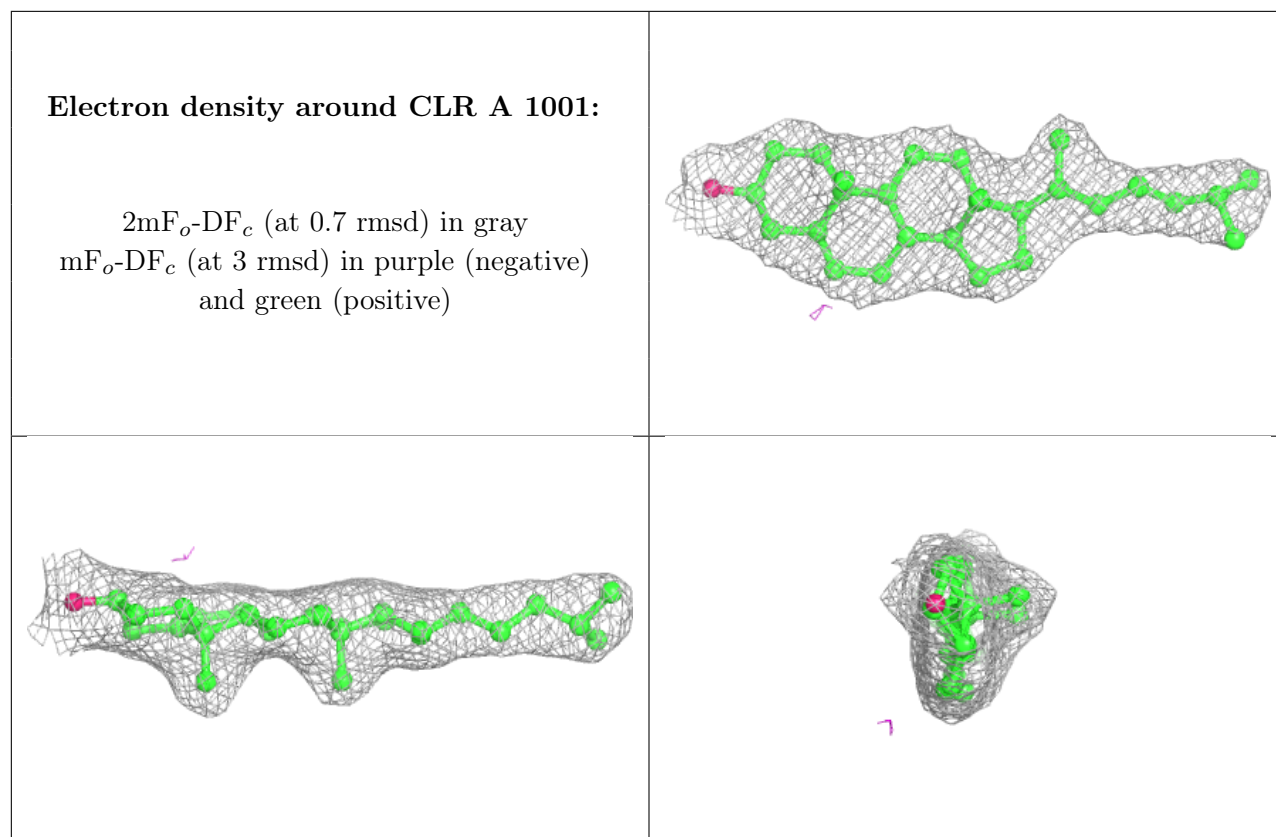 Electron density around CLR A 1001:
2mFo-DFc (at 0.7 rmsd) in gray
mFo-DFc (at 3 rmsd) in purple (negative)
and green (positive)